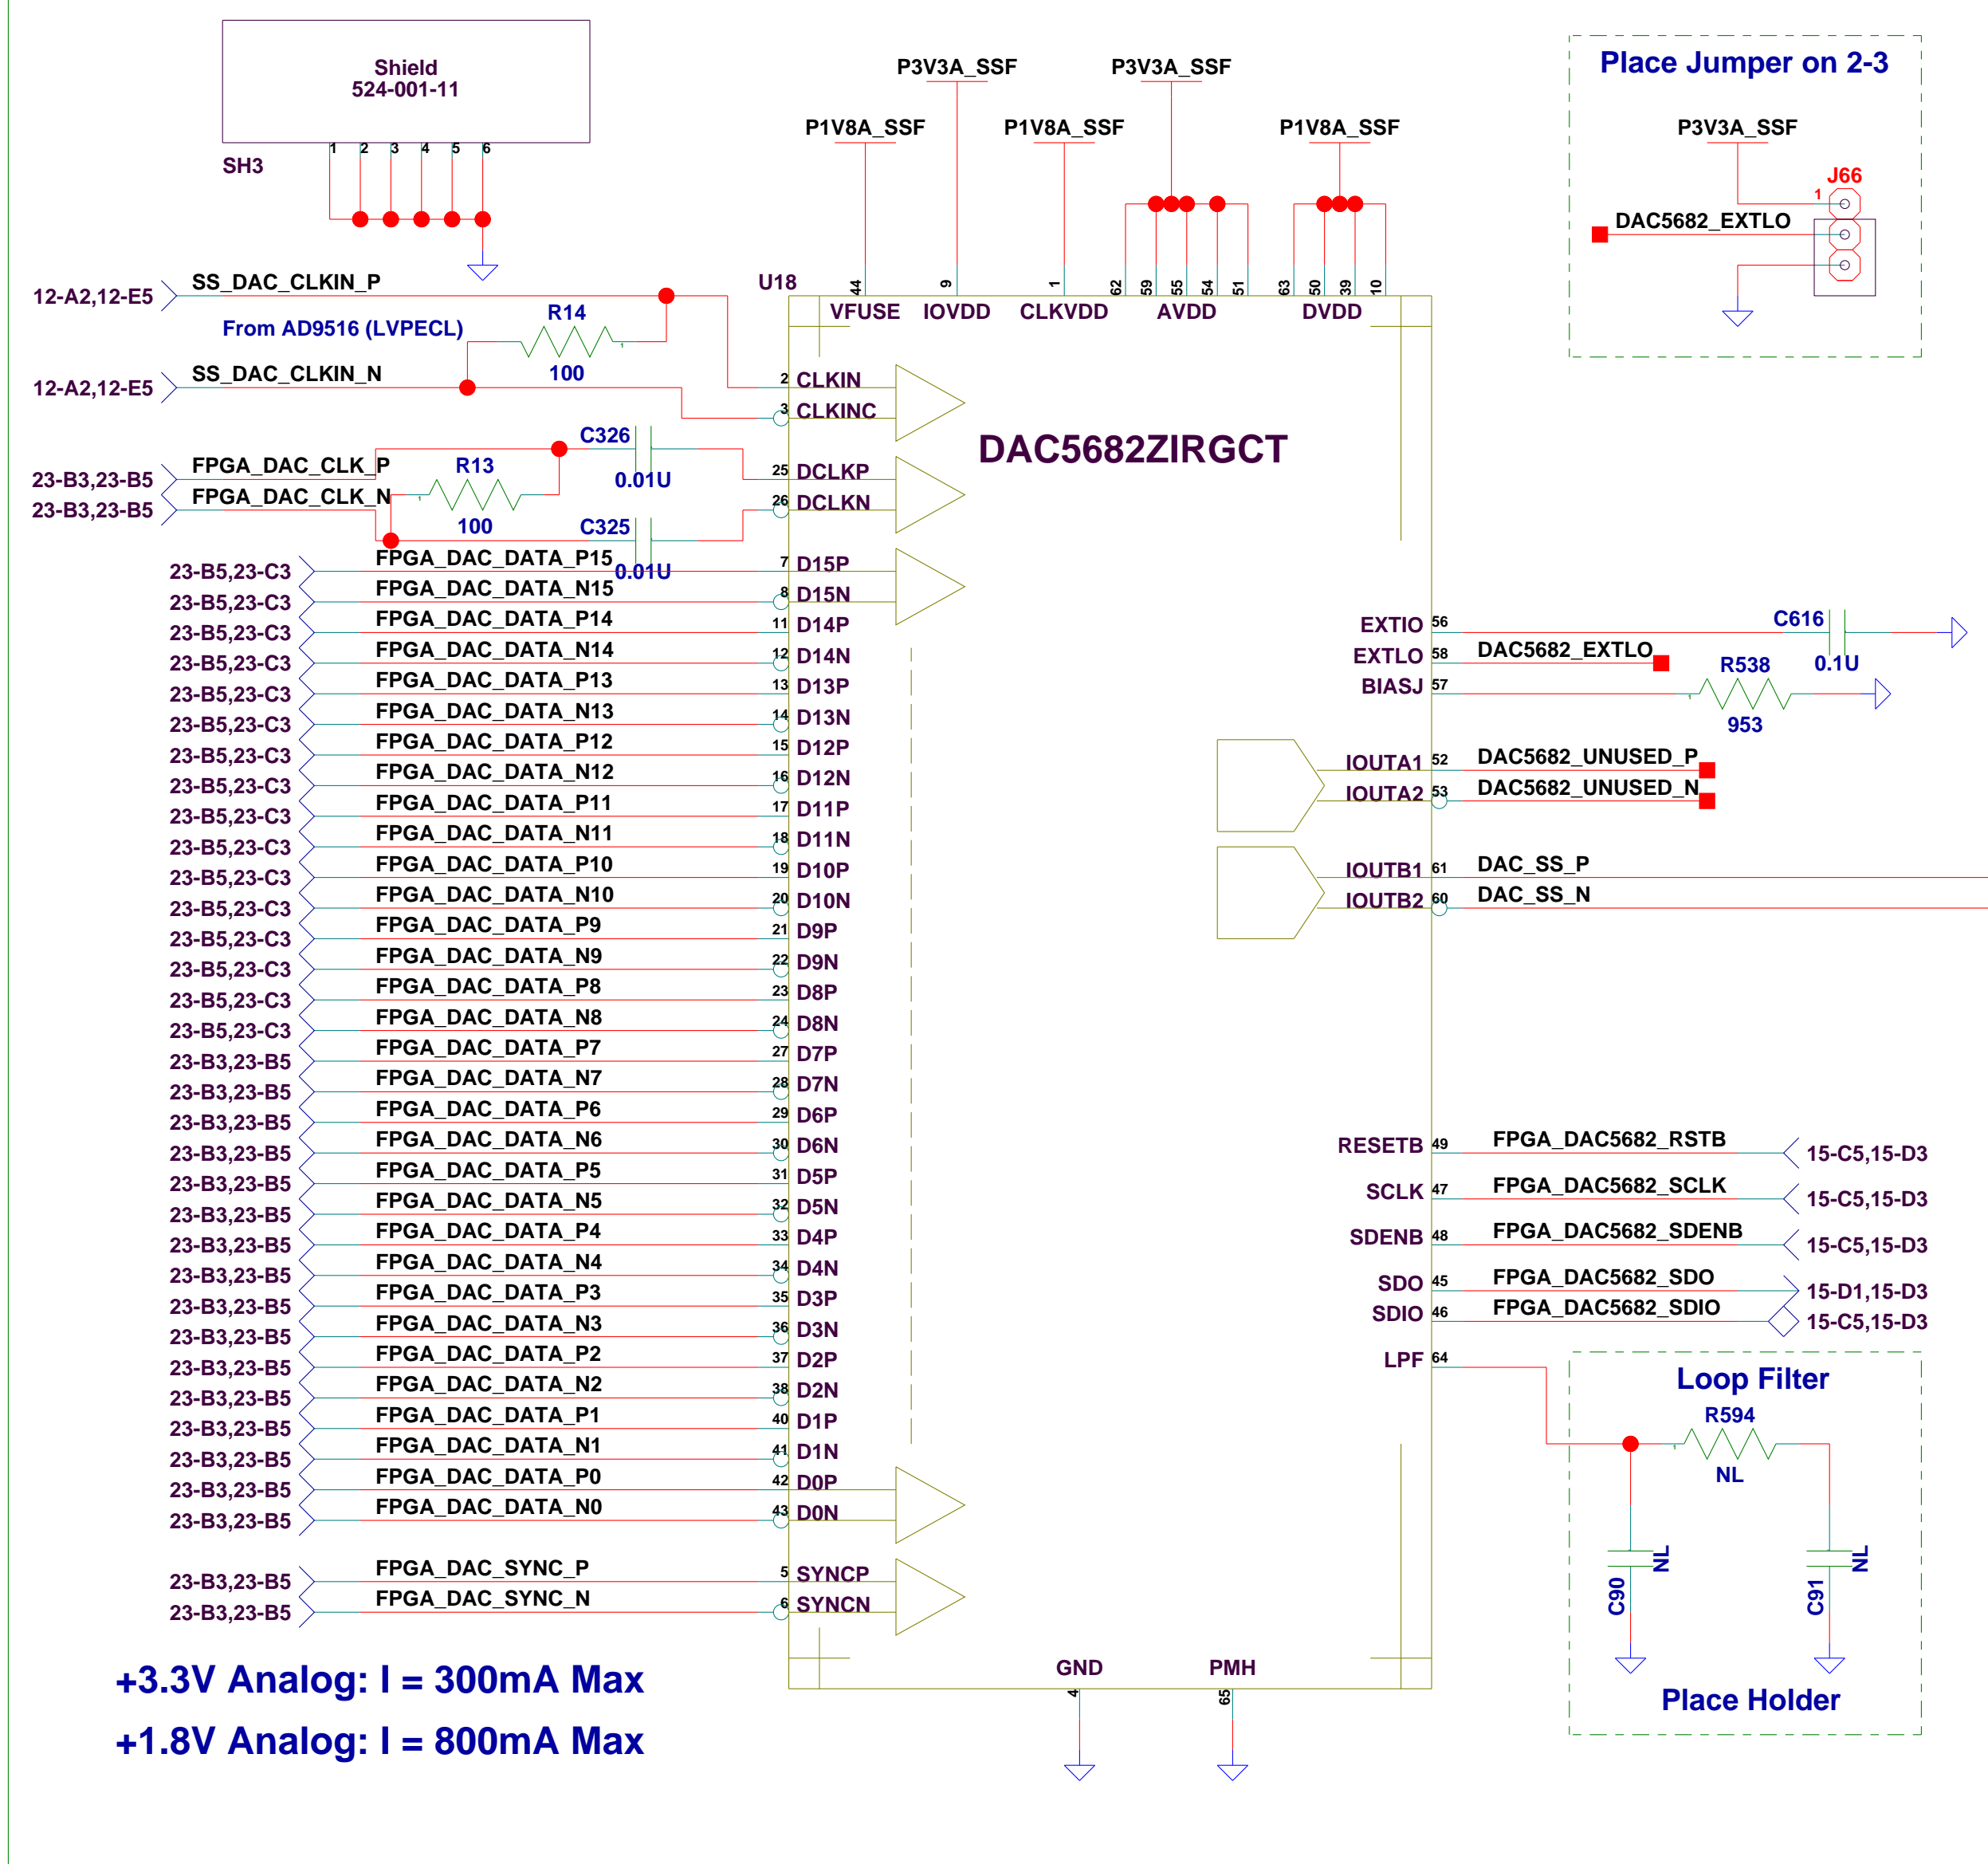 Shield
524-001-11
1 2 3 4 5 6
SH3
P3V3A_SSF P3V3A_SSF
P1V8A_SSF P1V8A_SSF P1V8A_SSF
Place Jumper on 2-3
P3V3A_SSF
J66
1
DAC5682_EXTLO
U18
44 9 1 62 59 55 54 51 63 50 39 10
VFUSE IOVDD CLKVDD AVDD DVDD
12-A2,12-E5 SS_DAC_CLKIN_P
From AD9516 (LVPECL)
R14
1
100
12-A2,12-E5 SS_DAC_CLKIN_N
2 CLKIN
3 CLKINC
DAC5682ZIRGCT
C326
0.01U
23-B3,23-B5 FPGA_DAC_CLK_P
R13
1
100
25 DCLKP
23-B3,23-B5 FPGA_DAC_CLK_N
26 DCLKN
C325
0.01U
23-B5,23-C3 FPGA_DAC_DATA_P15 7 D15P
23-B5,23-C3 FPGA_DAC_DATA_N15 8 D15N
23-B5,23-C3 FPGA_DAC_DATA_P14 11 D14P
23-B5,23-C3 FPGA_DAC_DATA_N14 12 D14N
23-B5,23-C3 FPGA_DAC_DATA_P13 13 D13P
23-B5,23-C3 FPGA_DAC_DATA_N13 14 D13N
23-B5,23-C3 FPGA_DAC_DATA_P12 15 D12P
23-B5,23-C3 FPGA_DAC_DATA_N12 16 D12N
23-B5,23-C3 FPGA_DAC_DATA_P11 17 D11P
23-B5,23-C3 FPGA_DAC_DATA_N11 18 D11N
23-B5,23-C3 FPGA_DAC_DATA_P10 19 D10P
23-B5,23-C3 FPGA_DAC_DATA_N10 20 D10N
23-B5,23-C3 FPGA_DAC_DATA_P9 21 D9P
23-B5,23-C3 FPGA_DAC_DATA_N9 22 D9N
23-B5,23-C3 FPGA_DAC_DATA_P8 23 D8P
23-B5,23-C3 FPGA_DAC_DATA_N8 24 D8N
23-B3,23-B5 FPGA_DAC_DATA_P7 27 D7P
23-B3,23-B5 FPGA_DAC_DATA_N7 28 D7N
23-B3,23-B5 FPGA_DAC_DATA_P6 29 D6P
23-B3,23-B5 FPGA_DAC_DATA_N6 30 D6N
23-B3,23-B5 FPGA_DAC_DATA_P5 31 D5P
23-B3,23-B5 FPGA_DAC_DATA_N5 32 D5N
23-B3,23-B5 FPGA_DAC_DATA_P4 33 D4P
23-B3,23-B5 FPGA_DAC_DATA_N4 34 D4N
23-B3,23-B5 FPGA_DAC_DATA_P3 35 D3P
23-B3,23-B5 FPGA_DAC_DATA_N3 36 D3N
23-B3,23-B5 FPGA_DAC_DATA_P2 37 D2P
23-B3,23-B5 FPGA_DAC_DATA_N2 38 D2N
23-B3,23-B5 FPGA_DAC_DATA_P1 40 D1P
23-B3,23-B5 FPGA_DAC_DATA_N1 41 D1N
23-B3,23-B5 FPGA_DAC_DATA_P0 42 D0P
23-B3,23-B5 FPGA_DAC_DATA_N0 43 D0N
23-B3,23-B5 FPGA_DAC_SYNC_P 5 SYNCP
23-B3,23-B5 FPGA_DAC_SYNC_N 6 SYNCN
EXTIO 56
C616
0.1U
EXTLO 58 DAC5682_EXTLO
BIASJ 57
R538
1
953
IOUTA1 52 DAC5682_UNUSED_P
IOUTA2 53 DAC5682_UNUSED_N
IOUTB1 61 DAC_SS_P
IOUTB2 60 DAC_SS_N
RESETB 49 FPGA_DAC5682_RSTB 15-C5,15-D3
SCLK 47 FPGA_DAC5682_SCLK 15-C5,15-D3
SDENB 48 FPGA_DAC5682_SDENB 15-C5,15-D3
SDO 45 FPGA_DAC5682_SDO 15-D1,15-D3
SDIO 46 FPGA_DAC5682_SDIO 15-C5,15-D3
LPF 64
Loop Filter
R594
1
NL
C90 NL
C91 NL
Place Holder
GND PMH
4 65
+3.3V Analog: I = 300mA Max
+1.8V Analog: I = 800mA Max